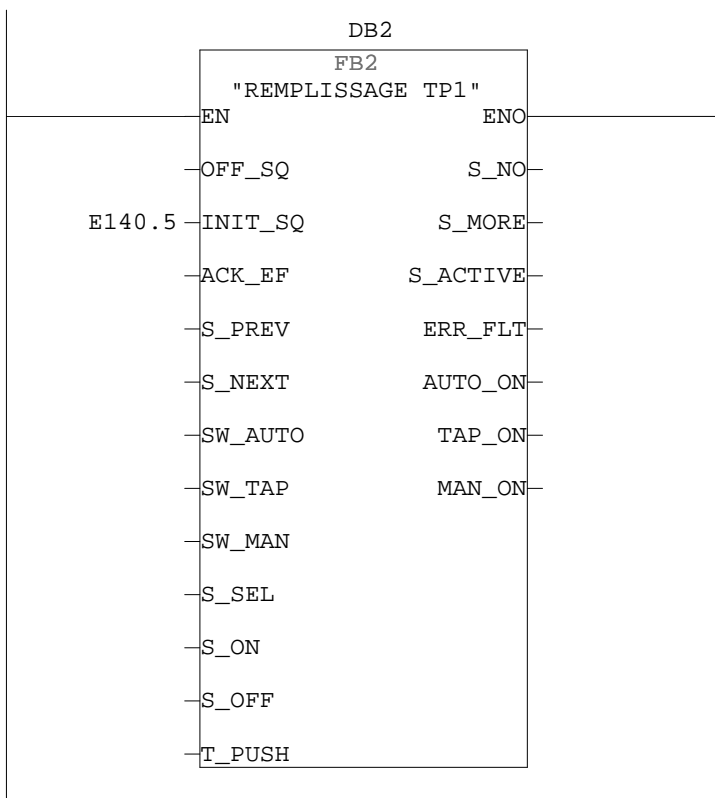 DB2
FB2
"REMPLISSAGE TP1"
EN ENO
OFF_SQ S_NO
E140.5 INIT_SQ S_MORE
ACK_EF S_ACTIVE
S_PREV ERR_FLT
S_NEXT AUTO_ON
SW_AUTO TAP_ON
SW_TAP MAN_ON
SW_MAN
S_SEL
S_ON
S_OFF
T_PUSH